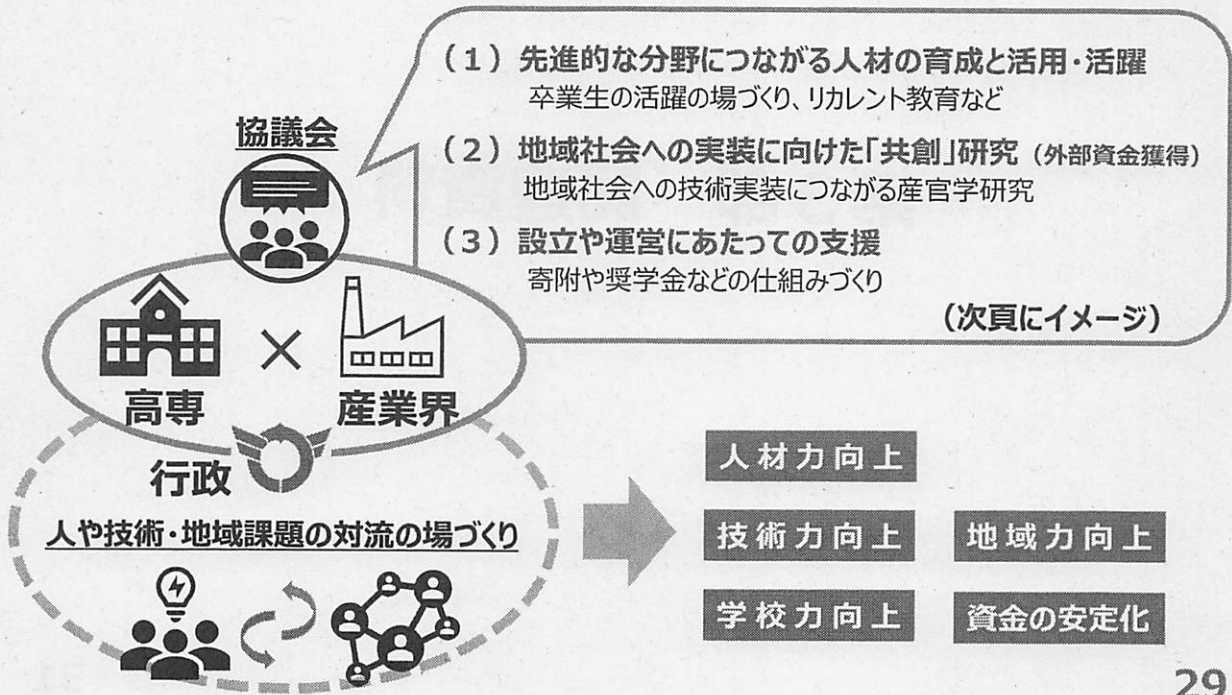 (1)先進的な分野につながる人材の育成と活用・活躍
卒業生の活躍の場づくり、リカレント教育など
(2)地域社会への実装に向けた「共創」研究(外部資金獲得)
地域社会への技術実装につながる産官学研究
(3)設立や運営にあたっての支援
寄附や奨学金などの仕組みづくり
(次頁にイメージ)
協議会
高専
×
産業界
行政
人や技術・地域課題の対流の場づくり
人材力向上
技術力向上
地域力向上
学校力向上
資金の安定化
29